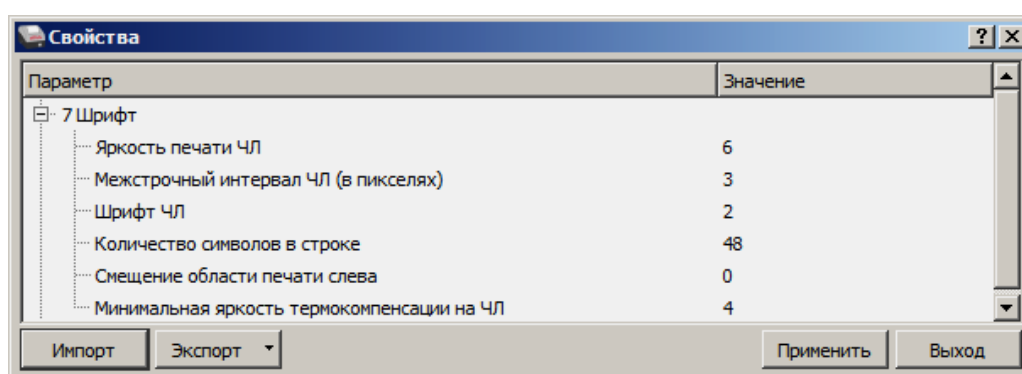 Свойства
Параметр Значение
7 Шрифт
Яркость печати ЧЛ 6
Межстрочный интервал ЧЛ (в пикселях) 3
Шрифт ЧЛ 2
Количество символов в строке 48
Смещение области печати слева 0
Минимальная яркость термокомпенсации на ЧЛ 4
Импорт Экспорт Применить Выход